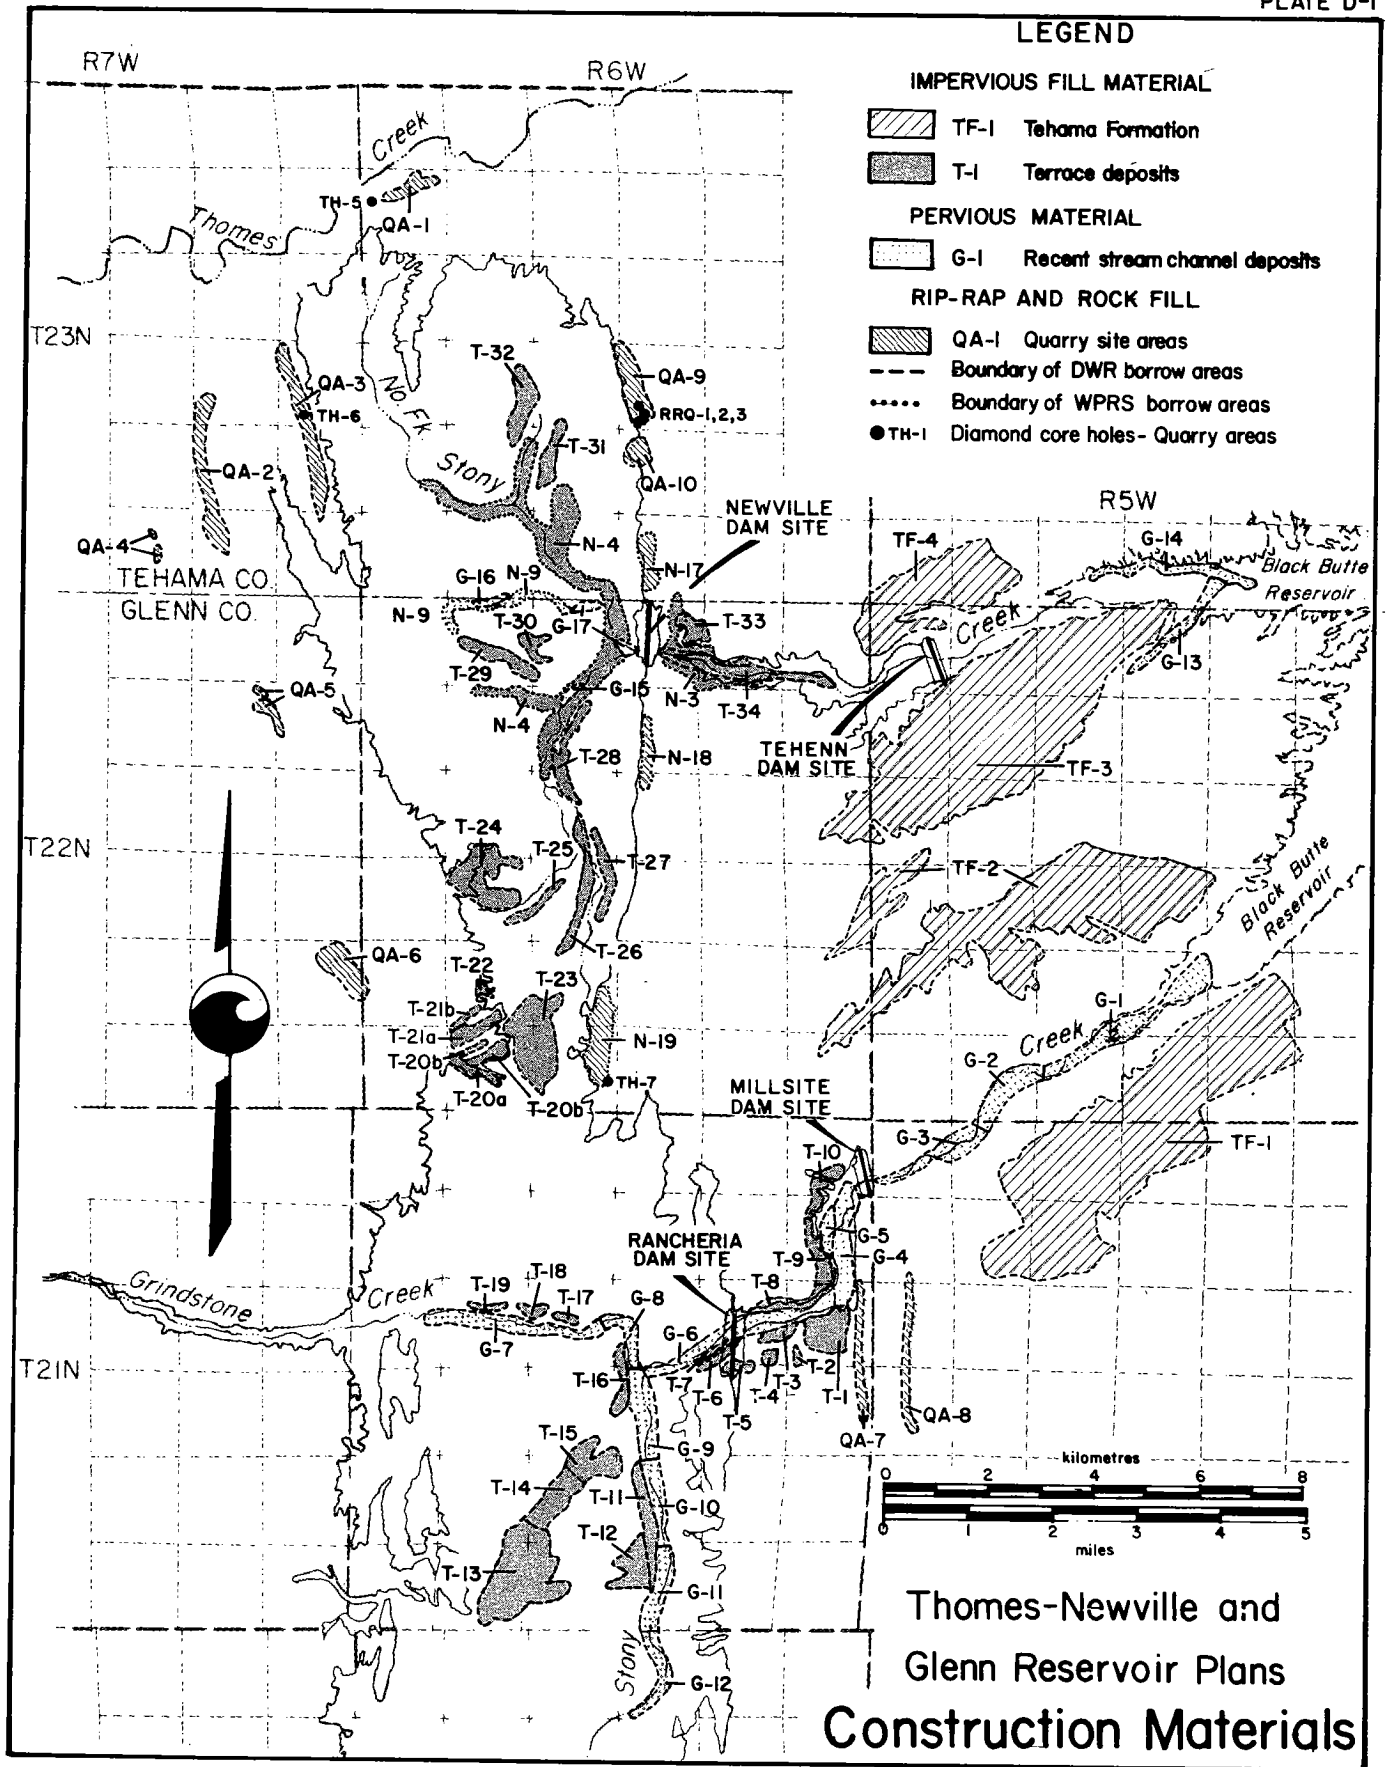 PLATE D-1
LEGEND
IMPERVIOUS FILL MATERIAL
TF-1 Tehama Formation
T-1 Terrace deposits
PERVIOUS MATERIAL
G-1 Recent stream channel deposits
RIP-RAP AND ROCK FILL
QA-1 Quarry site areas
Boundary of DWR borrow areas
Boundary of WPRS borrow areas
TH-1 Diamond core holes- Quarry areas
R7W
R6W
Creek
TH-5
QA-1
Thomes
T23N
T-32
QA-3
QA-9
No. Fk
TH-6
RRQ-1,2,3
T-31
QA-2
Stony
QA-10
R5W
NEWVILLE
DAM SITE
QA-4
N-4
TF-4
G-14
Black Butte
Reservoir
TEHAMA CO.
GLENN CO.
G-16
N-9
N-17
N-9
T-30
G-17
T-33
Creek
G-13
T-29
G-15
N-3
T-34
QA-5
N-4
TEHENN
DAM SITE
T-28
N-18
TF-3
T22N
T-24
T-25
T-27
TF-2
Black Butte
Reservoir
T-26
QA-6
T-22
T-23
T-21b
T-21a
T-20b
T-20a
T-20b
N-19
TH-7
G-1
Creek
G-2
MILLSITE
DAM SITE
G-3
TF-1
T-10
G-5
G-4
RANCHERIA
DAM SITE
T-9
Grindstone
Creek
T-19
T-18
T-17
G-8
T-8
G-7
G-6
T21N
T-16
T-7
T-6
T-5
T-4
T-3
T-2
T-1
QA-7
QA-8
T-15
G-9
T-14
T-11
G-10
T-12
T-13
G-11
Stony
G-12
kilometres
0 2 4 6 8
0 1 2 3 4 5
miles
Thomes-Newville and
Glenn Reservoir Plans
Construction Materials